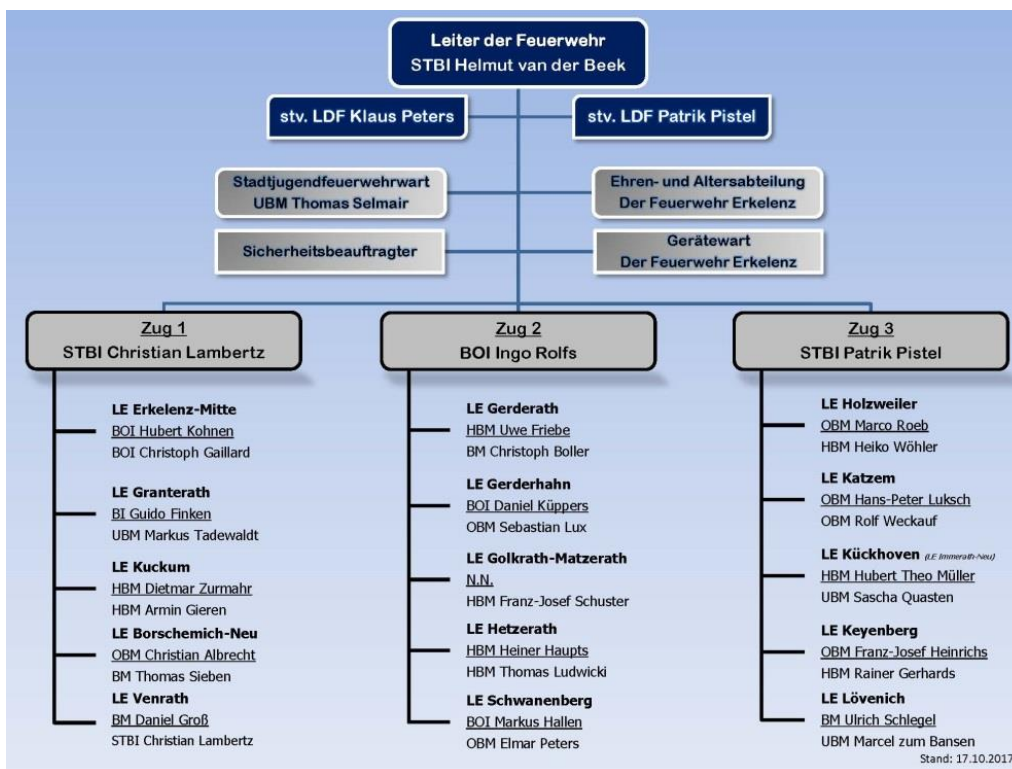 Leiter der Feuerwehr
STBI Helmut van der Beek
stv. LDF Klaus Peters
stv. LDF Patrik Pistel
Stadtjugendfeuerwehrwart
UBM Thomas Selmair
Ehren- und Altersabteilung
Der Feuerwehr Erkelenz
Sicherheitsbeauftragter
Gerätewart
Der Feuerwehr Erkelenz
Zug 1
STBI Christian Lambertz
LE Erkelenz-Mitte
BOI Hubert Kohnen
BOI Christoph Gaillard
LE Granterath
BI Guido Finken
UBM Markus Tadewaldt
LE Kuckum
HBM Dietmar Zurmahr
HBM Armin Gieren
LE Borschemich-Neu
OBM Christian Albrecht
BM Thomas Sieben
LE Venrath
BM Daniel Groß
STBI Christian Lambertz
Zug 2
BOI Ingo Rolfs
LE Gerderath
HBM Uwe Friebe
BM Christoph Boller
LE Gerderhahn
BOI Daniel Küppers
OBM Sebastian Lux
LE Golkrath-Matzerath
N.N.
HBM Franz-Josef Schuster
LE Hetzerath
HBM Heiner Haupts
HBM Thomas Ludwicki
LE Schwanenberg
BOI Markus Hallen
OBM Elmar Peters
Zug 3
STBI Patrik Pistel
LE Holzweiler
OBM Marco Roeb
HBM Heiko Wöhler
LE Katzem
OBM Hans-Peter Luksch
OBM Rolf Weckauf
LE Kückhoven (LE Immerath-Neu)
HBM Hubert Theo Müller
UBM Sascha Quasten
LE Keyenberg
OBM Franz-Josef Heinrichs
HBM Rainer Gerhards
LE Lövenich
BM Ulrich Schlegel
UBM Marcel zum Bansen
Stand: 17.10.2017